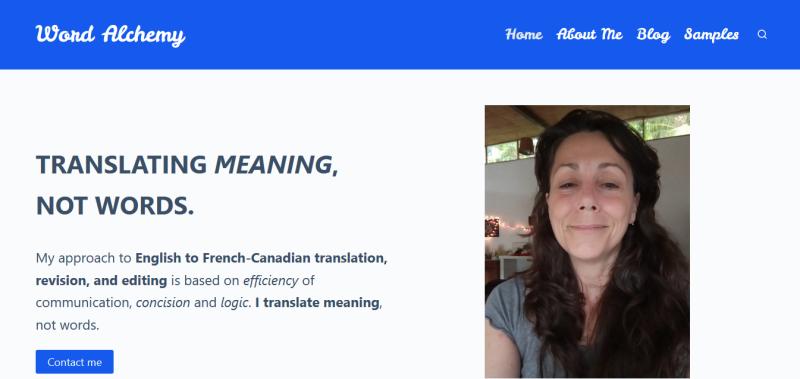 Word Alchemy
Home About Me Blog Samples
TRANSLATING MEANING,
NOT WORDS.
My approach to English to French-Canadian translation,
revision, and editing is based on efficiency of
communication, concision and logic. I translate meaning,
not words.
Contact me